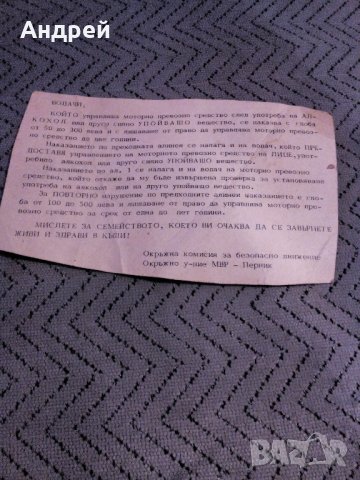 Андрей
ВОДАЧИ,
КОЙТО управлява моторно превозно средство след употреба на АЛ-
КОХОЛ или друго силно УПОЙВАЩО вещество, се наказва с глоба
от 50 до 300 лева и с лишаване от право да управлява моторно превоз-
но средство до две години.
Наказанието по предходната алинея се налага и на водач, който ПРЕ-
ДОСТАВЯ управлението на моторното превозно средство на ЛИЦЕ, упот-
ребило алкохол или друго силно УПОЙВАЩО вещество.
Наказанието по ал. 1 се налага и на водач на моторно превозно
средство, който откаже да му бъде извършена проверка за установяване
употреба на алкохол или на друго упойващо вещество.
За ПОВТОРНО нарушение по предходните алинеи наказанието е гло-
ба от 100 до 500 лева и лишаване от право да управлява моторно пре-
возно средство за срок от една до пет години.
МИСЛЕТЕ ЗА СЕМЕЙСТВОТО, КОЕТО ВИ ОЧАКВА ДА СЕ ЗАВЪРНЕТЕ
ЖИВИ И ЗДРАВИ В КЪЩИ!
Окръжна комисия за безопасно движение
Окръжно у-ние МВР — Перник
BAZAR